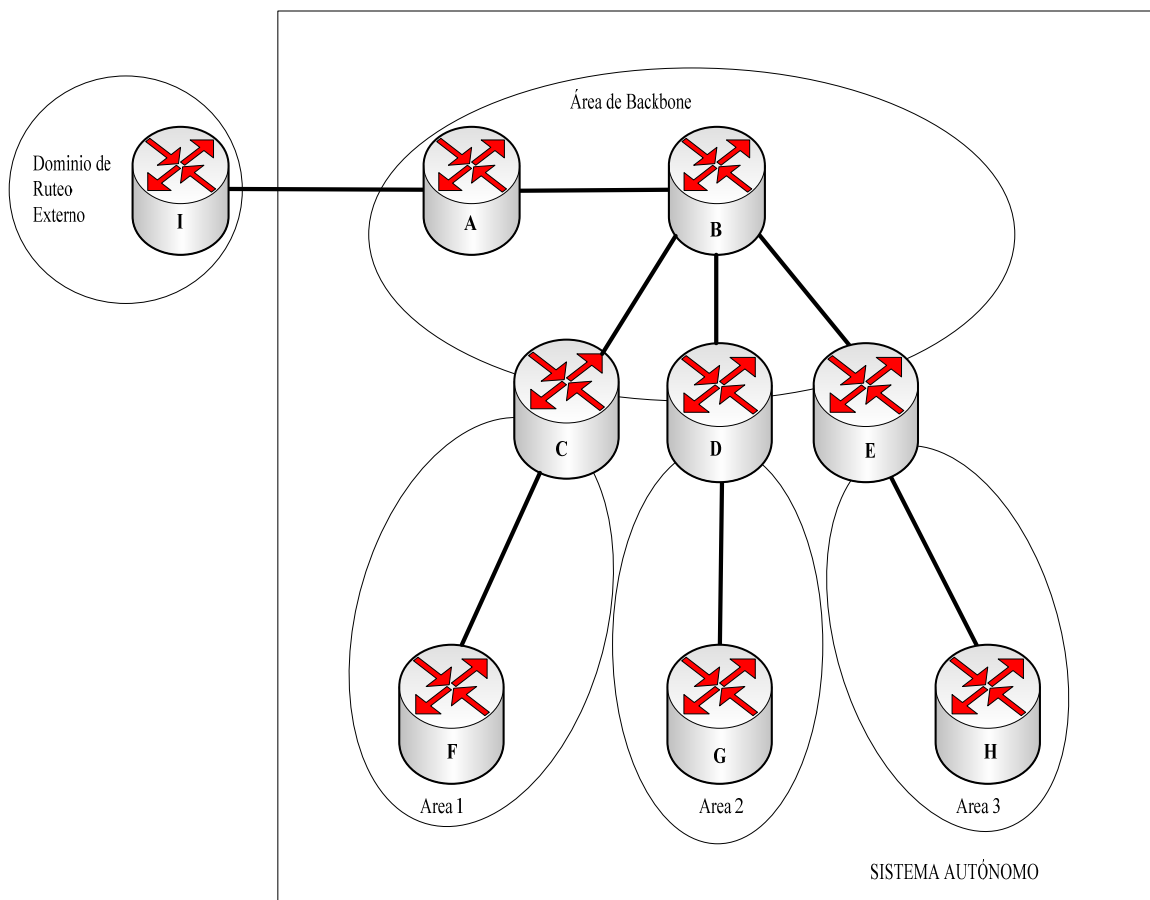 Área de Backbone
Dominio de
Ruteo
Externo
I
A
B
C
D
E
F
G
H
Area 1
Area 2
Area 3
SISTEMA AUTÓNOMO